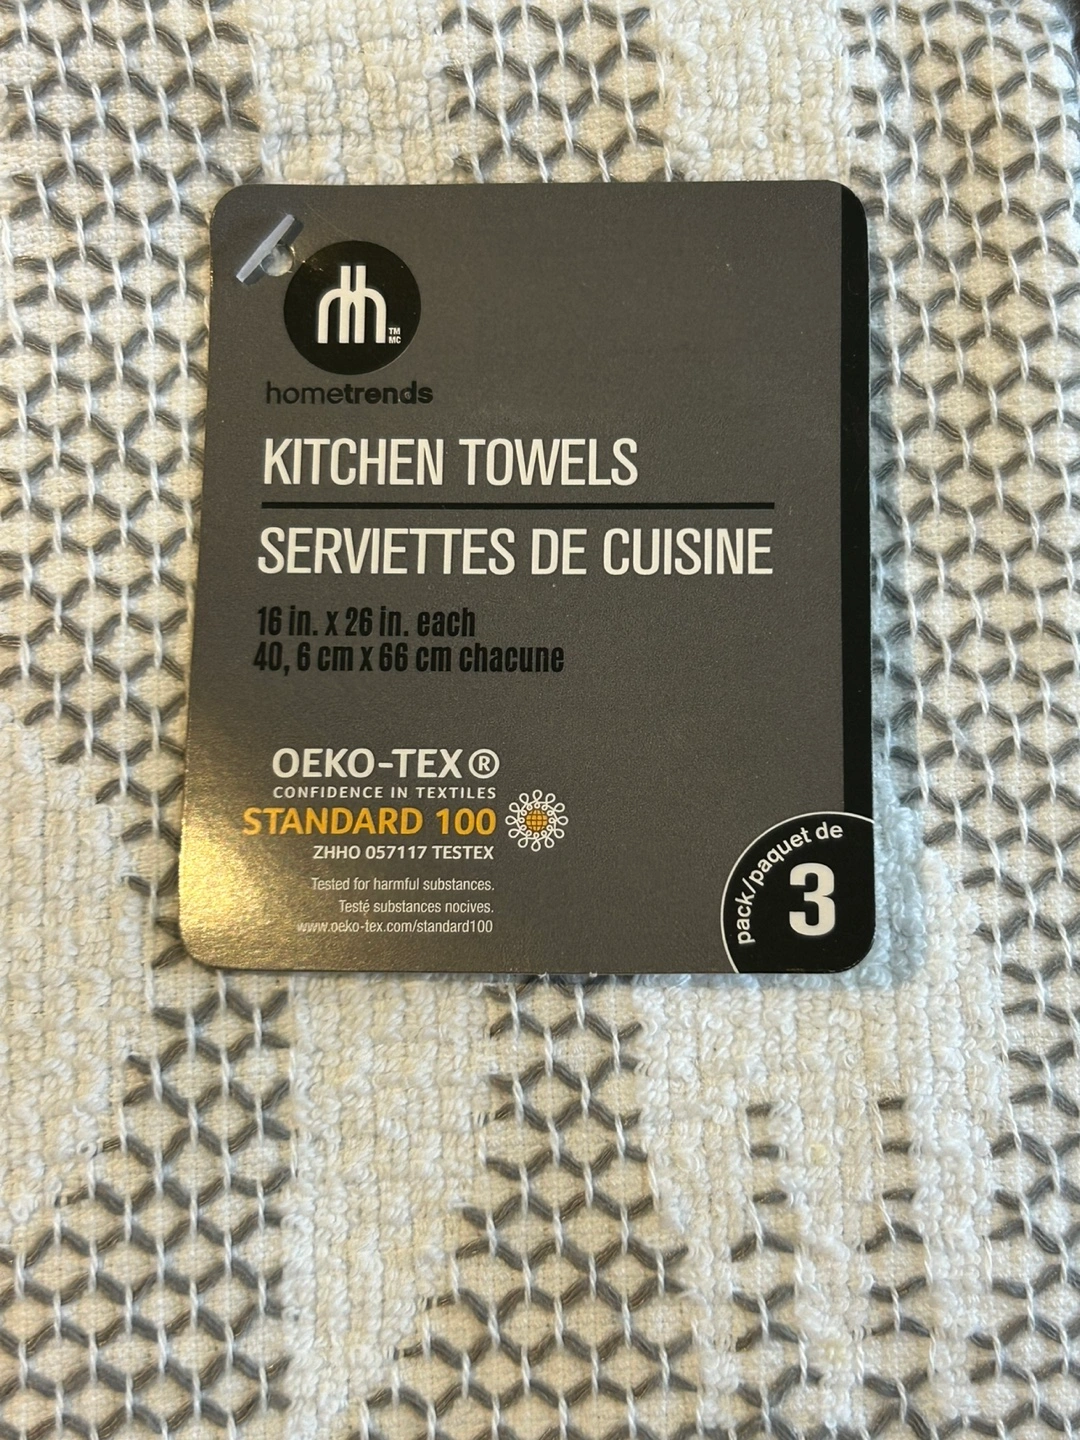 TM
MC
hometrends
KITCHEN TOWELS
SERVIETTES DE CUISINE
16 in. x 26 in. each
40, 6 cm x 66 cm chacune
OEKO-TEX®
CONFIDENCE IN TEXTILES
STANDARD 100
ZHHO 057117 TESTEX
Tested for harmful substances.
Testé substances nocives.
www.oeko-tex.com/standard100
pack/paquet de
3